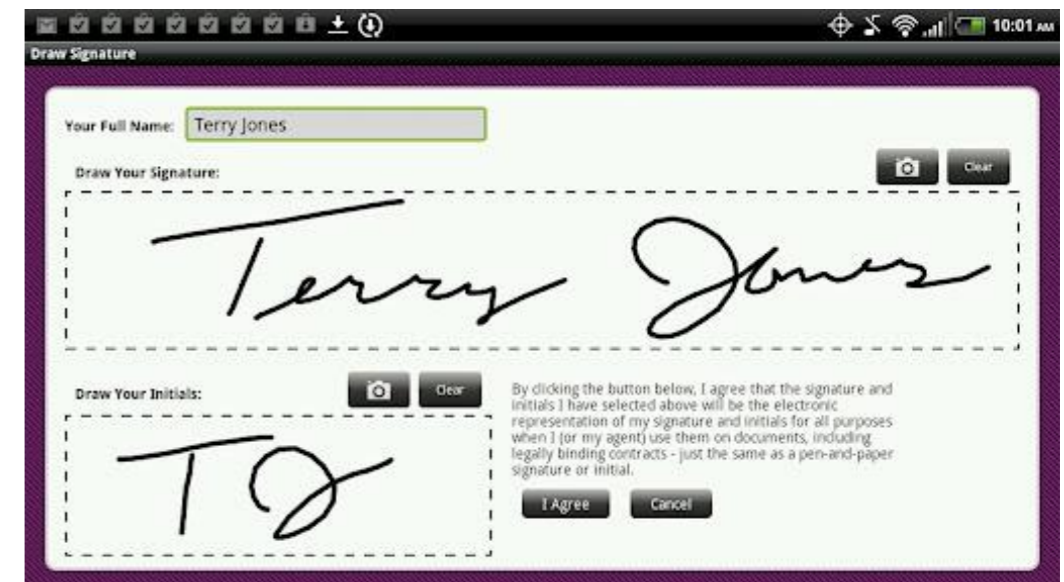 10:01 AM
Draw Signature
Your Full Name: Terry Jones
Draw Your Signature:
Clear
Terry Jones
Draw Your Initials:
Clear
TJ
By clicking the button below, I agree that the signature and
initials I have selected above will be the electronic
representation of my signature and initials for all purposes
when I (or my agent) use them on documents, including
legally binding contracts - just the same as a pen-and-paper
signature or initial.
I Agree Cancel